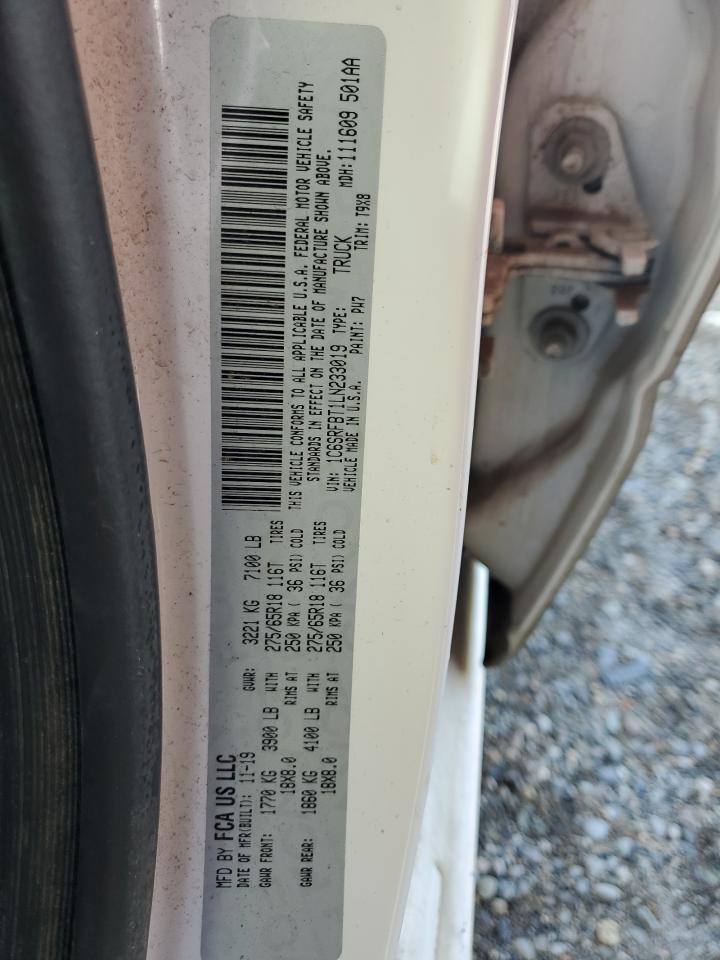 MFD BY FCA US LLC
DATE OF MFR(BUILT): 11-19 GVWR: 3221 KG 7100 LB
GAWR FRONT: 1770 KG 3900 LB WITH 275/65R18 116T TIRES
18X8.0 RIMS AT 250 KPA ( 36 PSI) COLD
GAWR REAR: 1860 KG 4100 LB WITH 275/65R18 116T TIRES
18X8.0 RIMS AT 250 KPA ( 36 PSI) COLD
THIS VEHICLE CONFORMS TO ALL APPLICABLE U.S.A. FEDERAL MOTOR VEHICLE SAFETY
STANDARDS IN EFFECT ON THE DATE OF MANUFACTURE SHOWN ABOVE.
VIN: 1C6SRFBT1LN233019 TYPE: TRUCK MDH:111609 501AA
VEHICLE MADE IN U.S.A. PAINT: PW7 TRIM: T9X8